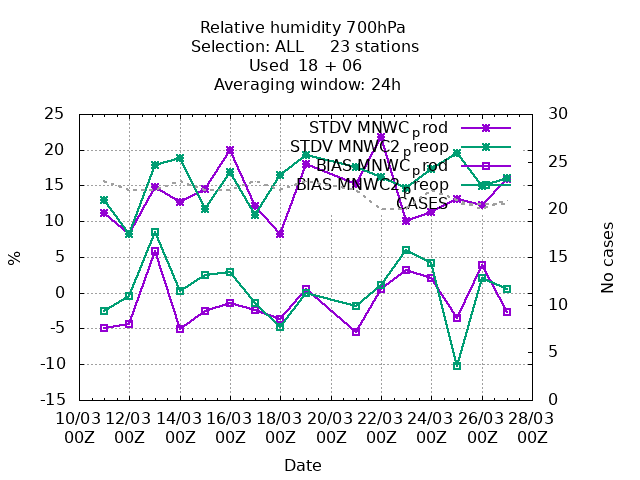 Relative humidity 700hPa
Selection: ALL 23 stations
Used 18 + 06
Averaging window: 24h
25
20
15
10
5
0
-5
-10
-15
%
30
25
20
15
10
5
0
No cases
STDV MNWC_prod
STDV MNWC2_preop
BIAS MNWC_prod
BIAS MNWC2_preop
CASES
10/03 12/03 14/03 16/03 18/03 20/03 22/03 24/03 26/03 28/03
00Z 00Z 00Z 00Z 00Z 00Z 00Z 00Z 00Z 00Z
Date